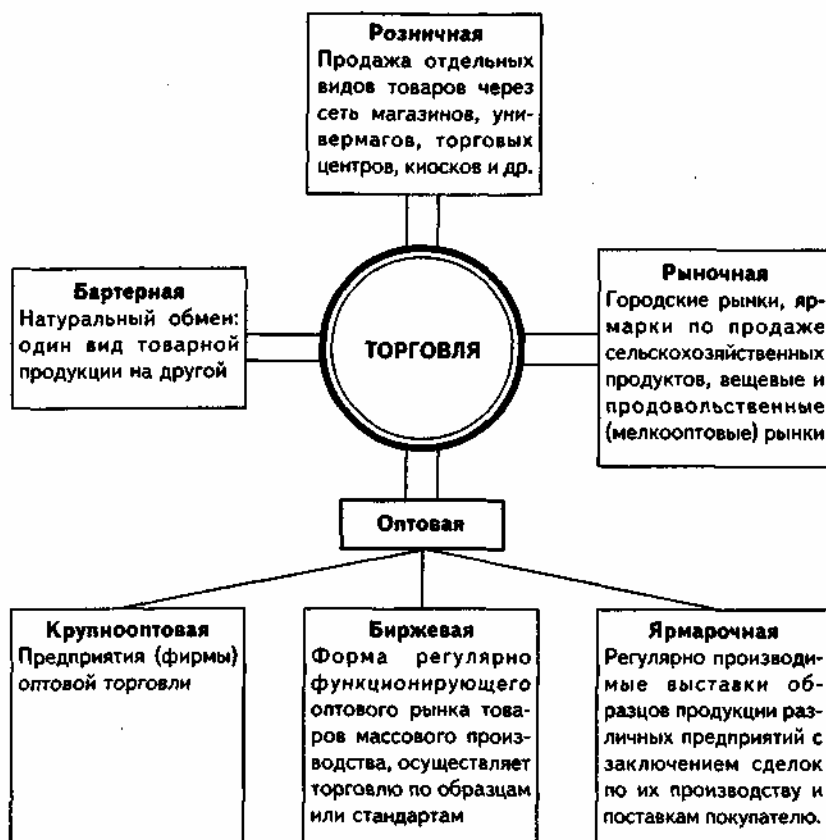 Розничная
Продажа отдельных
видов товаров через
сеть магазинов, уни-
вермагов, торговых
центров, киосков и др.
Бартерная
Натуральный обмен:
один вид товарной
продукции на другой
ТОРГОВЛЯ
Рыночная
Городские рынки, яр-
марки по продаже
сельскохозяйственных
продуктов, вещевые и
продовольственные
(мелкооптовые) рынки
Оптовая
Крупнооптовая
Предприятия (фирмы)
оптовой торговли
Биржевая
Форма регулярно
функционирующего
оптового рынка това-
ров массового произ-
водства, осуществляет
торговлю по образцам
или стандартам
Ярмарочная
Регулярно производи-
мые выставки об-
разцов продукции раз-
личных предприятий с
заключением сделок
по их производству и
поставкам покупателю.